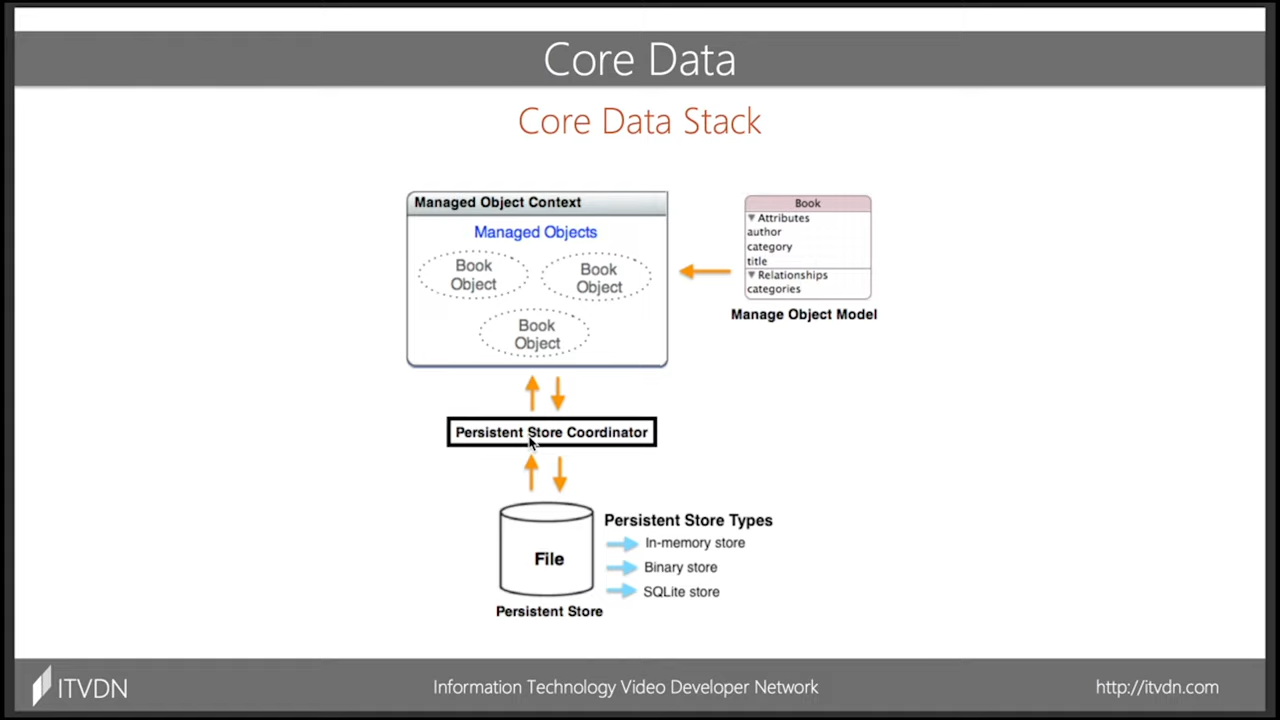 Core Data
Core Data Stack
Managed Object Context
Managed Objects
Book
Object
Book
Object
Book
Object
Book
Attributes
author
category
title
Relationships
categories
Manage Object Model
Persistent Store Coordinator
File
Persistent Store
Persistent Store Types
In-memory store
Binary store
SQLite store
ITVDN
Information Technology Video Developer Network
http://itvdn.com